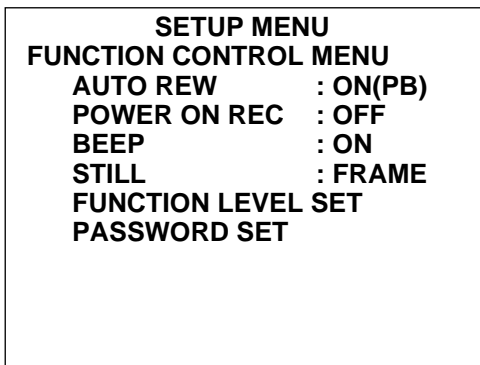 SETUP MENU
FUNCTION CONTROL MENU
AUTO REW : ON(PB)
POWER ON REC : OFF
BEEP : ON
STILL : FRAME
FUNCTION LEVEL SET
PASSWORD SET